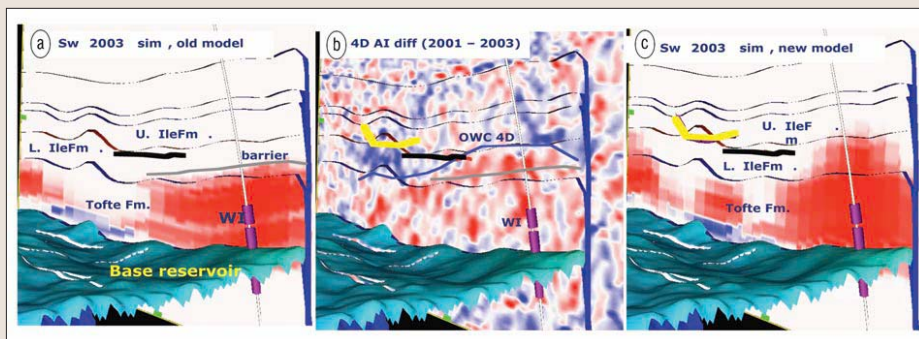 a Sw 2003 sim , old model
U. IleFm .
L. IleFm .
barrier
Tofte Fm.
WI
Base reservoir
b 4D AI diff (2001 – 2003)
OWC 4D
WI
c Sw 2003 sim , new model
U. IleF .
m
L. IleFm .
Tofte Fm.
WI